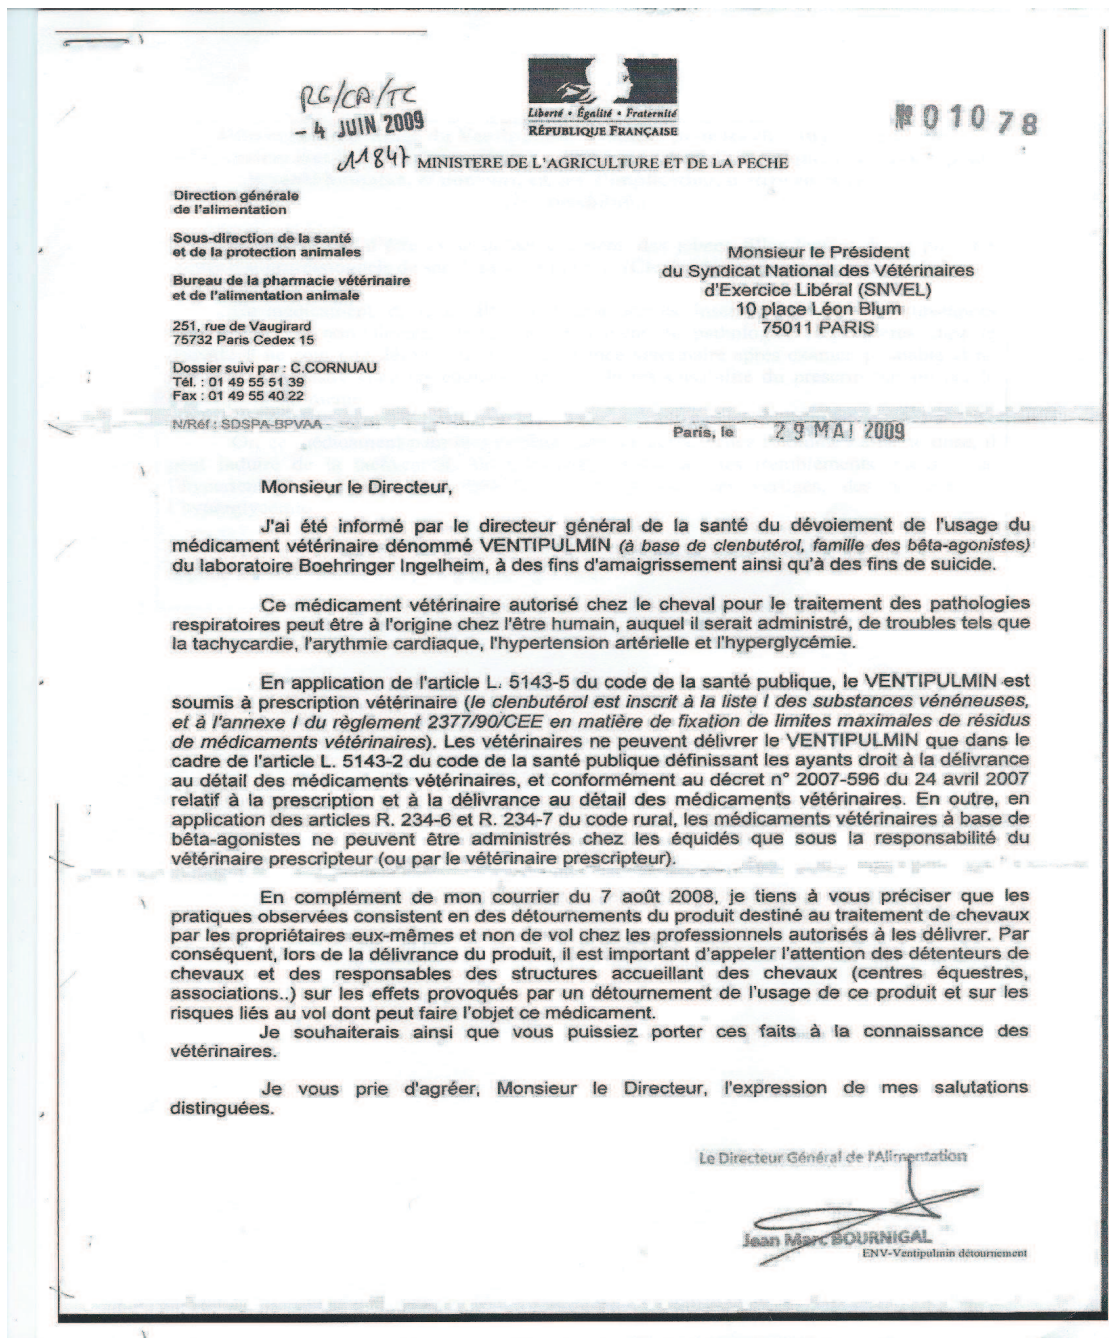 RG/CA/TC
- 4 JUIN 2009
11847
Liberté • Égalité • Fraternité
RÉPUBLIQUE FRANÇAISE
N° 01078
MINISTERE DE L'AGRICULTURE ET DE LA PECHE
Direction générale
de l'alimentation
Sous-direction de la santé
et de la protection animales
Bureau de la pharmacie vétérinaire
et de l'alimentation animale
251, rue de Vaugirard
75732 Paris Cedex 15
Dossier suivi par : C.CORNUAU
Tél. : 01 49 55 51 39
Fax : 01 49 55 40 22
N/Réf : SDSPA-BPVAA
Monsieur le Président
du Syndicat National des Vétérinaires
d'Exercice Libéral (SNVEL)
10 place Léon Blum
75011 PARIS
Paris, le 29 MAI 2009
Monsieur le Directeur,
J'ai été informé par le directeur général de la santé du dévoiement de l'usage du
médicament vétérinaire dénommé VENTIPULMIN (à base de clenbutérol, famille des bêta-agonistes)
du laboratoire Boehringer Ingelheim, à des fins d'amaigrissement ainsi qu'à des fins de suicide.
Ce médicament vétérinaire autorisé chez le cheval pour le traitement des pathologies
respiratoires peut être à l'origine chez l'être humain, auquel il serait administré, de troubles tels que
la tachycardie, l'arythmie cardiaque, l'hypertension artérielle et l'hyperglycémie.
En application de l'article L. 5143-5 du code de la santé publique, le VENTIPULMIN est
soumis à prescription vétérinaire (le clenbutérol est inscrit à la liste I des substances vénéneuses,
et à l'annexe I du règlement 2377/90/CEE en matière de fixation de limites maximales de résidus
de médicaments vétérinaires). Les vétérinaires ne peuvent délivrer le VENTIPULMIN que dans le
cadre de l'article L. 5143-2 du code de la santé publique définissant les ayants droit à la délivrance
au détail des médicaments vétérinaires, et conformément au décret n° 2007-596 du 24 avril 2007
relatif à la prescription et à la délivrance au détail des médicaments vétérinaires. En outre, en
application des articles R. 234-6 et R. 234-7 du code rural, les médicaments vétérinaires à base de
bêta-agonistes ne peuvent être administrés chez les équidés que sous la responsabilité du
vétérinaire prescripteur (ou par le vétérinaire prescripteur).
En complément de mon courrier du 7 août 2008, je tiens à vous préciser que les
pratiques observées consistent en des détournements du produit destiné au traitement de chevaux
par les propriétaires eux-mêmes et non de vol chez les professionnels autorisés à les délivrer. Par
conséquent, lors de la délivrance du produit, il est important d'appeler l'attention des détenteurs de
chevaux et des responsables des structures accueillant des chevaux (centres équestres,
associations..) sur les effets provoqués par un détournement de l'usage de ce produit et sur les
risques liés au vol dont peut faire l'objet ce médicament.
Je souhaiterais ainsi que vous puissiez porter ces faits à la connaissance des
vétérinaires.
Je vous prie d'agréer, Monsieur le Directeur, l'expression de mes salutations
distinguées.
Le Directeur Général de l'Alimentation
Jean Marc BOURNIGAL
ENV-Ventipulmin détournement